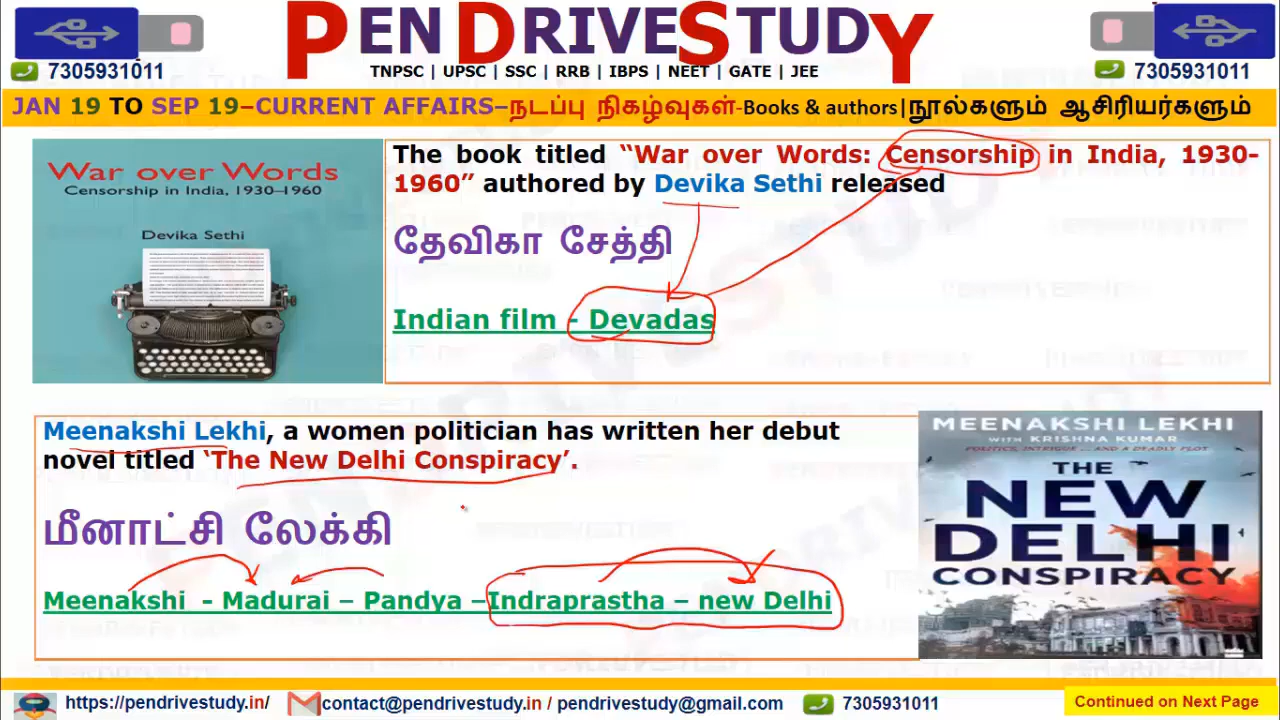 PENDRIVESTUDY
7305931011
TNPSC | UPSC | SSC | RRB | IBPS | NEET | GATE | JEE
7305931011
JAN 19 TO SEP 19–CURRENT AFFAIRS–நடப்பு நிகழ்வுகள்-Books & authors|நூல்களும் ஆசிரியர்களும்
War over Words
Censorship in India, 1930–1960
Devika Sethi
The book titled “War over Words: Censorship in India, 1930-
1960” authored by Devika Sethi released
தேவிகா சேத்தி
Indian film - Devadas
Meenakshi Lekhi, a women politician has written her debut
novel titled ‘The New Delhi Conspiracy’.
மீனாட்சி லேக்கி
Meenakshi - Madurai – Pandya –Indraprastha – new Delhi
MEENAKSHI LEKHI
WITH KRISHNA KUMAR
POLITICS, INTRIGUE ... AND A DEADLY PLOT
THE
NEW
DELHI
CONSPIRACY
https://pendrivestudy.in/
contact@pendrivestudy.in / pendrivestudy@gmail.com
7305931011
Continued on Next Page